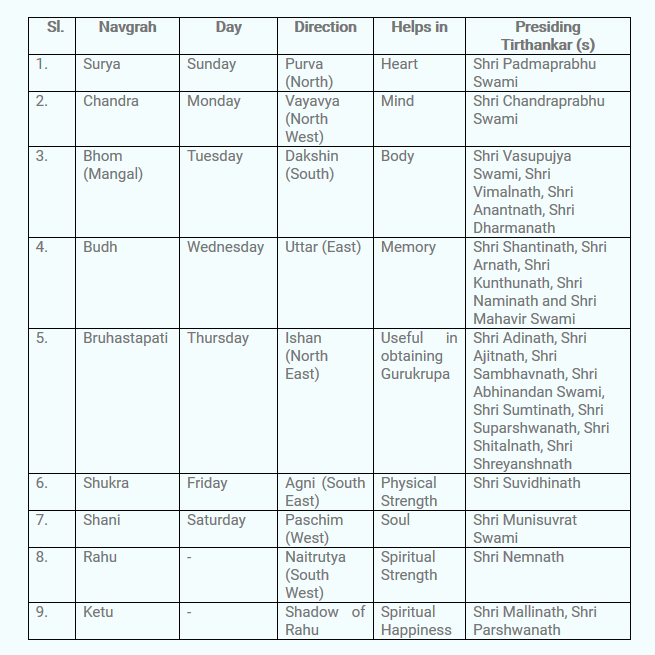 Sl. Navgrah Day Direction Helps in Presiding
Tirthankar (s)
1. Surya Sunday Purva Heart Shri Padmaprabhu
(North) Swami
2. Chandra Monday Vayavya Mind Shri Chandraprabhu
(North Swami
West)
3. Bhom Tuesday Dakshin Body Shri Vasupujya
(Mangal) (South) Swami, Shri
Vimalnath, Shri
Anantnath, Shri
Dharmanath
4. Budh Wednesday Uttar (East) Memory Shri Shantinath, Shri
Arnath, Shri
Kunthunath, Shri
Naminath and Shri
Mahavir Swami
5. Bruhastapati Thursday Ishan Useful in Shri Adinath, Shri
(North obtaining Ajitnath, Shri
East) Gurukrupa Sambhavnath, Shri
Abhinandan Swami,
Shri Sumtinath, Shri
Suparshwanath, Shri
Shitalnath, Shri
Shreyanshnath
6. Shukra Friday Agni (South Physical Shri Suvidhinath
East) Strength
7. Shani Saturday Paschim Soul Shri Munisuvrat
(West) Swami
8. Rahu - Naitrutya Spiritual Shri Nemnath
(South Strength
West)
9. Ketu - Shadow of Spiritual Shri Mallinath, Shri
Rahu Happiness Parshwanath